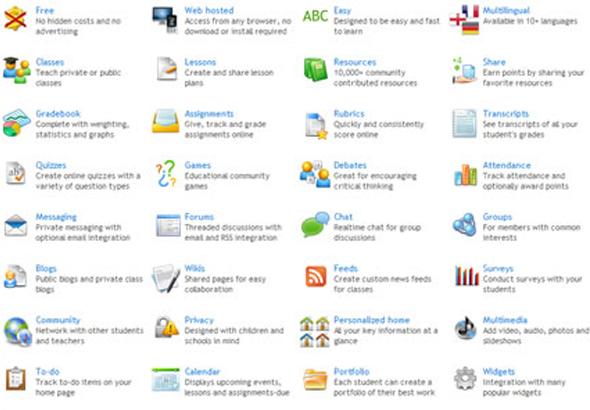 Free
No hidden costs and no
advertising
Web hosted
Access from any browser, no
download or install required
ABC
Easy
Designed to be easy and fast
to learn
Multilingual
Available in 10+ languages
Classes
Teach private or public
classes
Lessons
Create and share lesson
plans
Resources
10,000+ community
contributed resources
Share
Earn points by sharing your
favorite resources
Gradebook
Complete with weighting,
statistics and graphs
Assignments
Give, track and grade
assignments online
Rubrics
Quickly and consistently
score online
Transcripts
See transcripts of all your
student's grades
Quizzes
Create online quizzes with a
variety of question types
Games
Educational community
games
Debates
Great for encouraging
critical thinking
Attendance
Track attendance and
optionally award points
Messaging
Private messaging with
optional email integration
Forums
Threaded discussions with
email and RSS integration
Chat
Realtime chat for group
discussions
Groups
For members with common
interests
Blogs
Public blogs and private class
blogs
Wikis
Shared pages for easy
collaboration
Feeds
Create custom news feeds
for classes
Surveys
Conduct surveys with your
students
Community
Network with other students
and teachers
Privacy
Designed with children and
schools in mind
Personalized home
All your key information at a
glance
Multimedia
Add video, audio, photos and
slideshows
To-do
Track to-do items on your
home page
Calendar
Displays upcoming events,
lessons and assignments-due
Portfolio
Each student can create a
portfolio of their best work
Widgets
Integration with many
popular widgets